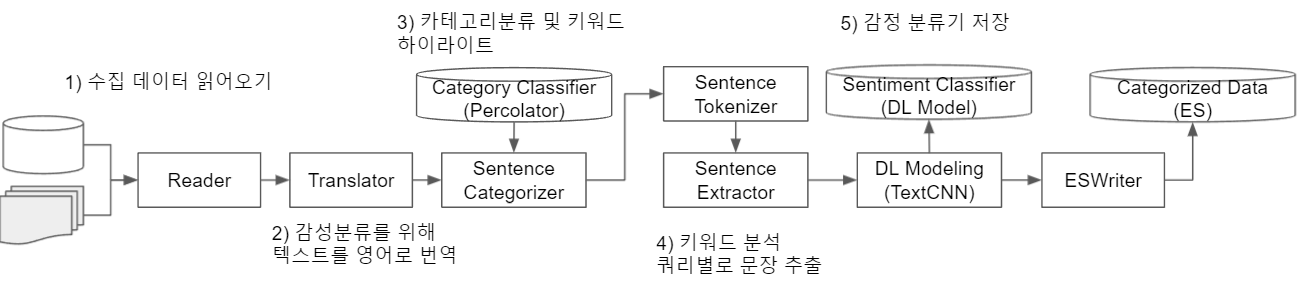 1) 수집 데이터 읽어오기
Reader
Translator
2) 감성분류를 위해
텍스트를 영어로 번역
3) 카테고리분류 및 키워드
하이라이트
Category Classifier
(Percolator)
Sentence
Categorizer
Sentence
Tokenizer
Sentence
Extractor
4) 키워드 분석
쿼리별로 문장 추출
5) 감정 분류기 저장
Sentiment Classifier
(DL Model)
DL Modeling
(TextCNN)
ESWriter
Categorized Data
(ES)